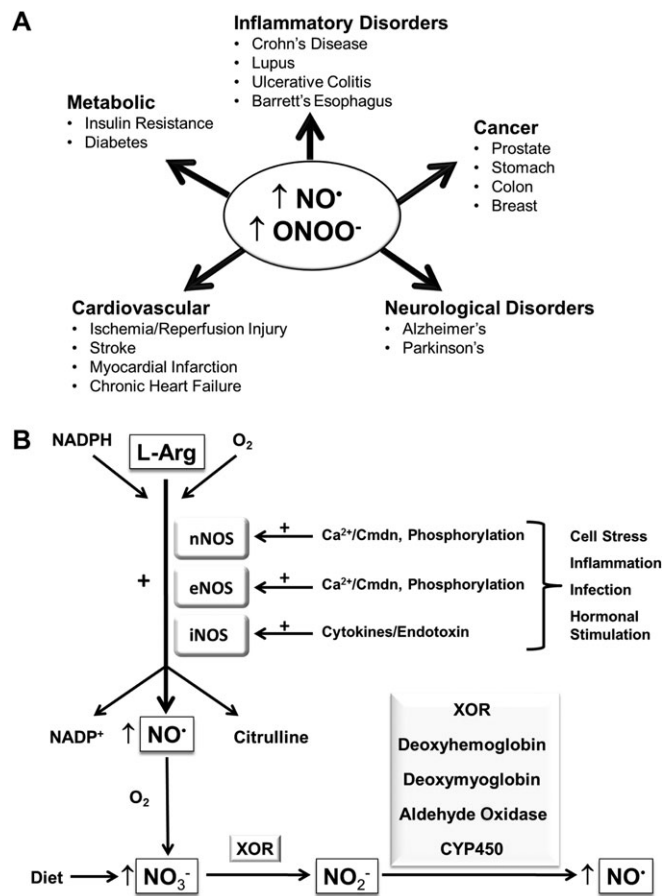 A
Inflammatory Disorders
• Crohn's Disease
• Lupus
• Ulcerative Colitis
• Barrett's Esophagus
Metabolic
• Insulin Resistance
• Diabetes
Cancer
• Prostate
• Stomach
• Colon
• Breast
↑ NO•
↑ ONOO⁻
Cardiovascular
• Ischemia/Reperfusion Injury
• Stroke
• Myocardial Infarction
• Chronic Heart Failure
Neurological Disorders
• Alzheimer's
• Parkinson's
B
NADPH
L-Arg
O₂
nNOS
+
Ca²⁺/Cmdn, Phosphorylation
+
eNOS
+
Ca²⁺/Cmdn, Phosphorylation
iNOS
+
Cytokines/Endotoxin
Cell Stress
Inflammation
Infection
Hormonal
Stimulation
NADP⁺
↑ NO•
Citrulline
O₂
XOR
Deoxyhemoglobin
Deoxymyoglobin
Aldehyde Oxidase
CYP450
Diet
↑ NO₃⁻
XOR
NO₂⁻
↑ NO•